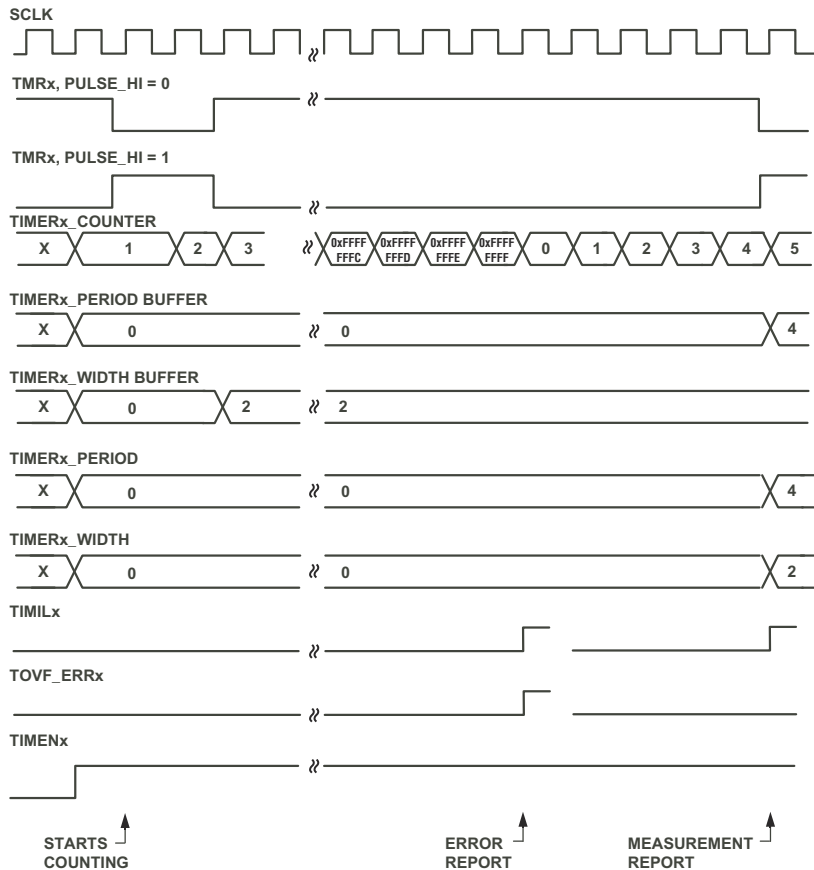 SCLK
TMRx, PULSE_HI = 0
TMRx, PULSE_HI = 1
TIMERx_COUNTER
X 1 2 3 0xFFFF FFFC 0xFFFF FFFD 0xFFFF FFFE 0xFFFF FFFF 0 1 2 3 4 5
TIMERx_PERIOD BUFFER
X 0 0 4
TIMERx_WIDTH BUFFER
X 0 2 2
TIMERx_PERIOD
X 0 0 4
TIMERx_WIDTH
X 0 0 2
TIMILx
TOVF_ERRx
TIMENx
STARTS COUNTING
ERROR REPORT
MEASUREMENT REPORT